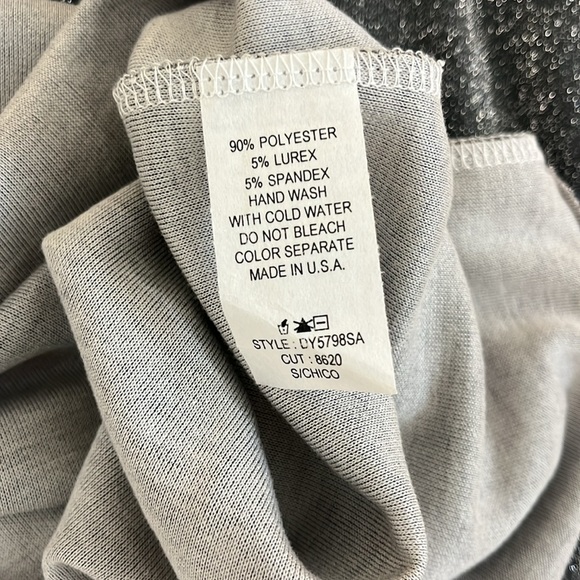 90% POLYESTER
5% LUREX
5% SPANDEX
HAND WASH
WITH COLD WATER
DO NOT BLEACH
COLOR SEPARATE
MADE IN U.S.A.
STYLE : DY5798SA
CUT : 8620
S/CHICO